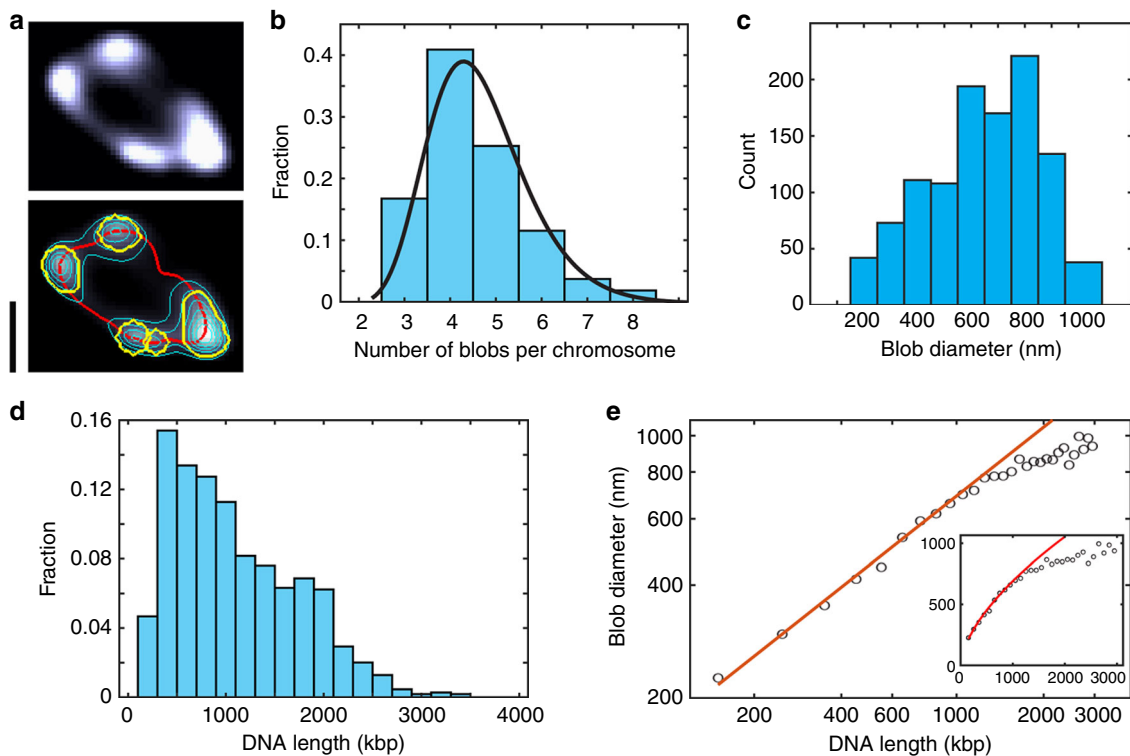 a
b
0.4
0.3
0.2
0.1
0
Fraction
2 3 4 5 6 7 8
Number of blobs per chromosome
c
200
150
100
50
0
Count
200 400 600 800 1000
Blob diameter (nm)
d
0.16
0.12
0.08
0.04
0
Fraction
0 1000 2000 3000 4000
DNA length (kbp)
e
1000
800
600
400
200
Blob diameter (nm)
200 400 600 1000 2000 3000
DNA length (kbp)
1000
500
0
0 1000 2000 3000